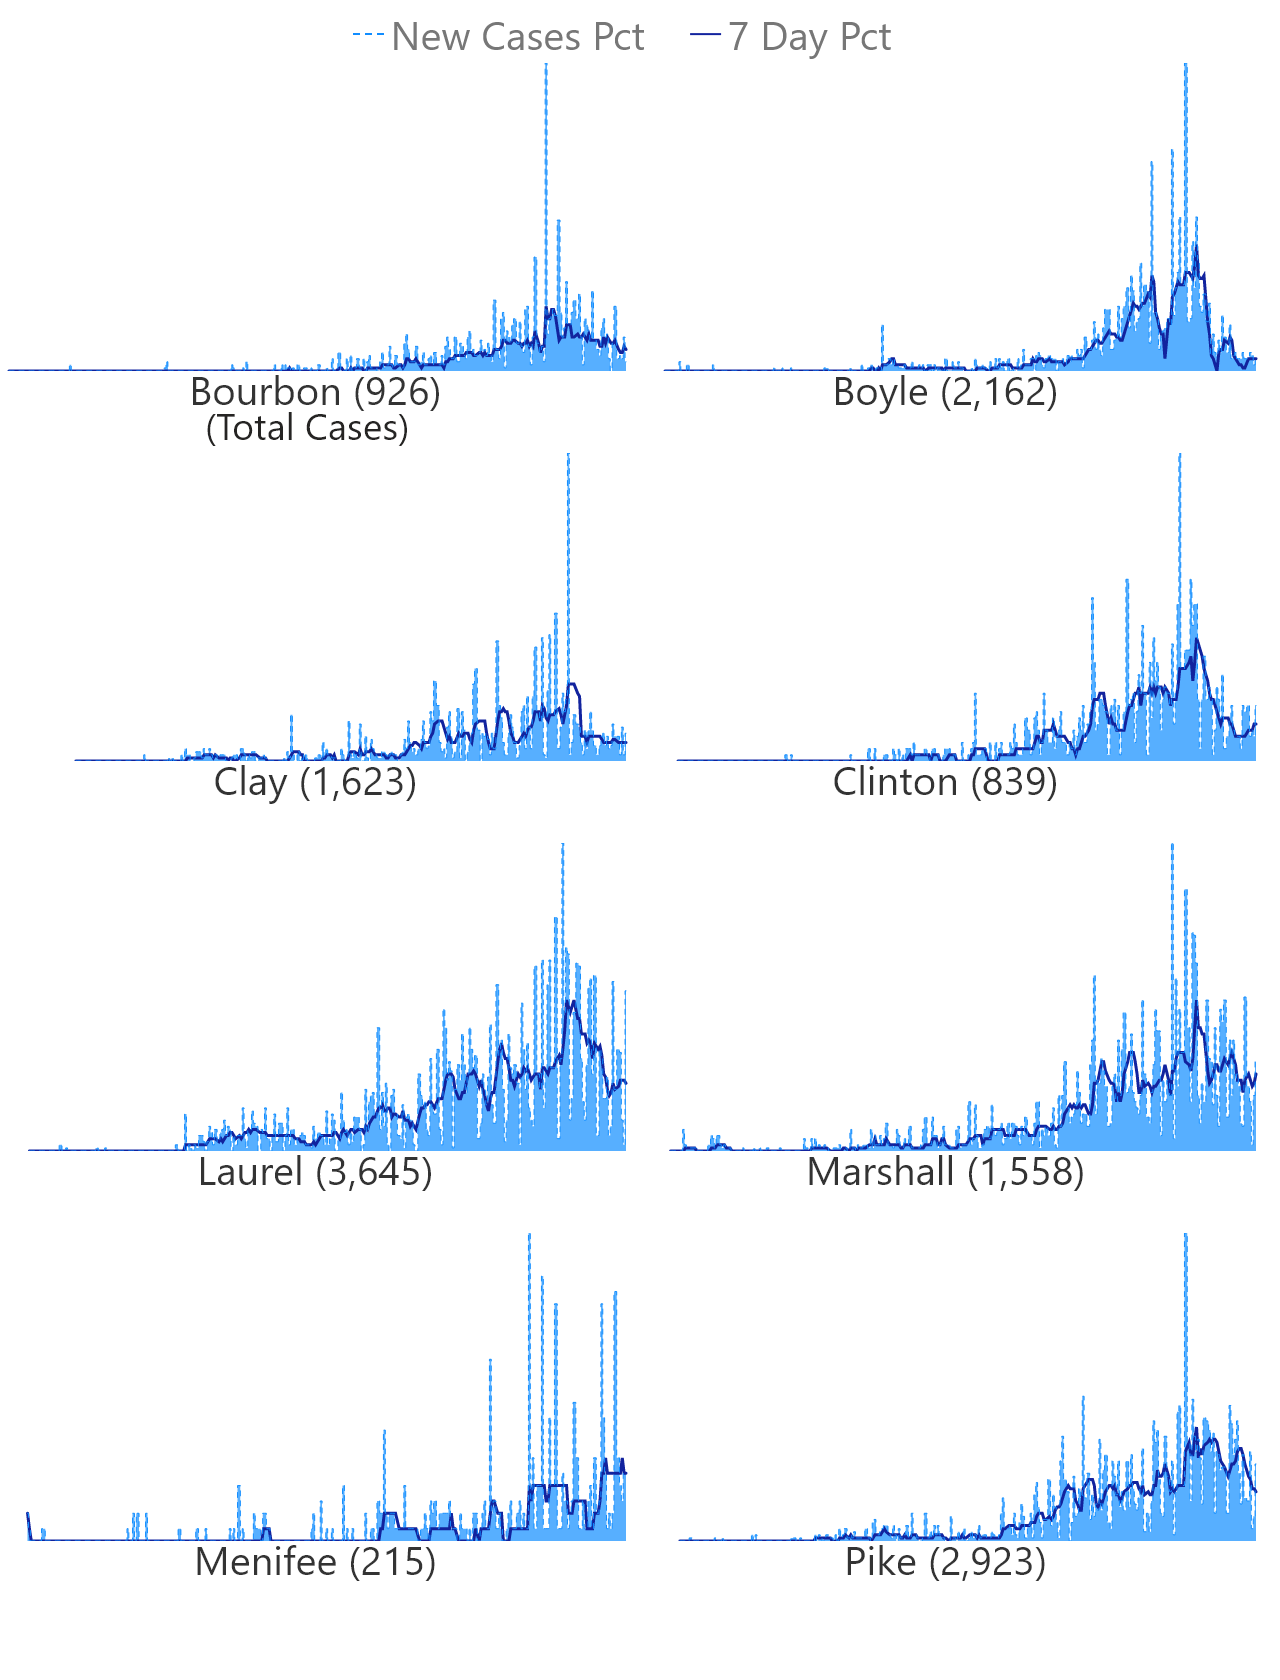 New Cases Pct 7 Day Pct
Bourbon (926) Boyle (2,162)
(Total Cases)
Clay (1,623) Clinton (839)
Laurel (3,645) Marshall (1,558)
Menifee (215) Pike (2,923)